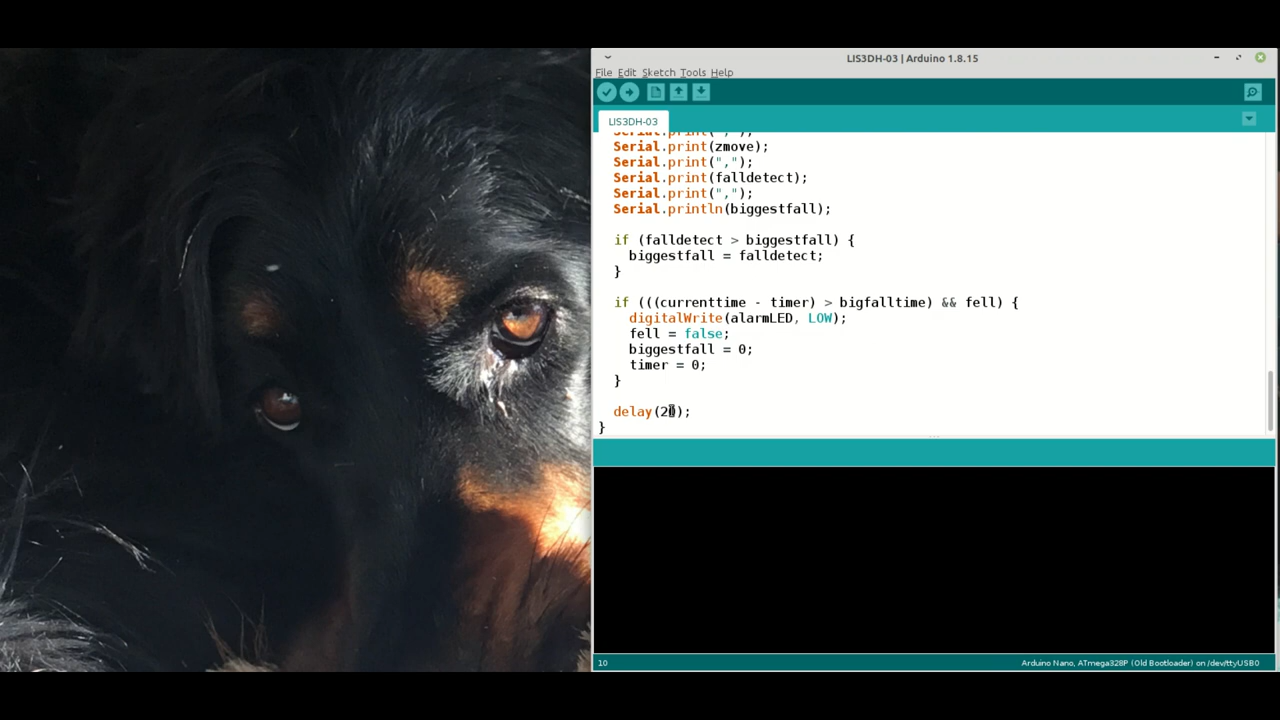 LIS3DH-03 | Arduino 1.8.15
File Edit Sketch Tools Help
LIS3DH-03
Serial.print(",");
Serial.print(zmove);
Serial.print(",");
Serial.print(falldetect);
Serial.print(",");
Serial.println(biggestfall);
if (falldetect > biggestfall) {
biggestfall = falldetect;
}
if (((currenttime - timer) > bigfalltime) && fell) {
digitalWrite(alarmLED, LOW);
fell = false;
biggestfall = 0;
timer = 0;
}
delay(20);
}
10
Arduino Nano, ATmega328P (Old Bootloader) on /dev/ttyUSB0